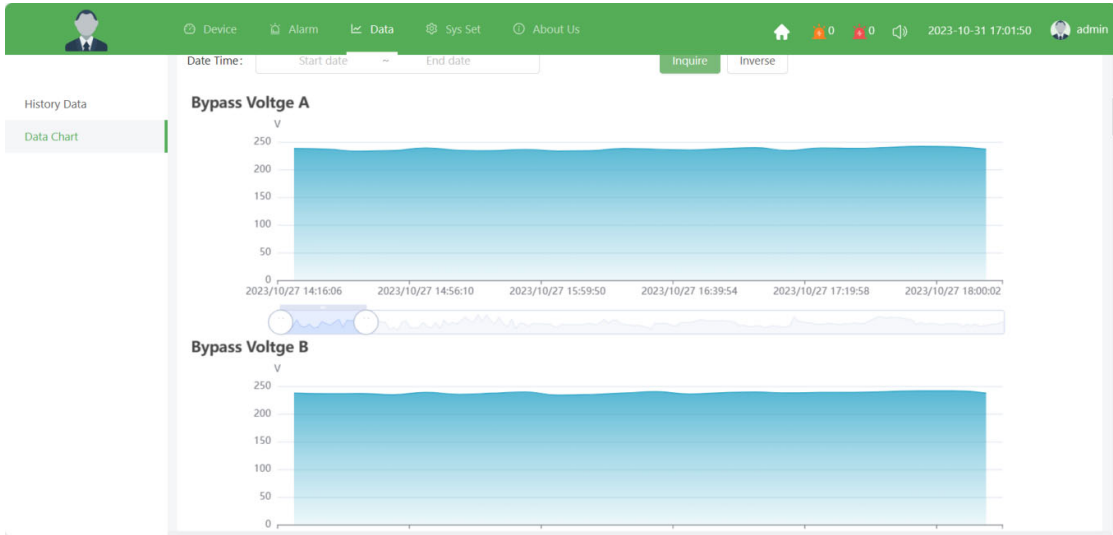 Device Alarm Data Sys Set About Us 0 0 2023-10-31 17:01:50 admin
Date Time: Start date ~ End date Inquire Inverse
History Data
Data Chart
Bypass Voltge A
V
250
200
150
100
50
0
2023/10/27 14:16:06 2023/10/27 14:56:10 2023/10/27 15:59:50 2023/10/27 16:39:54 2023/10/27 17:19:58 2023/10/27 18:00:02
Bypass Voltge B
V
250
200
150
100
50
0